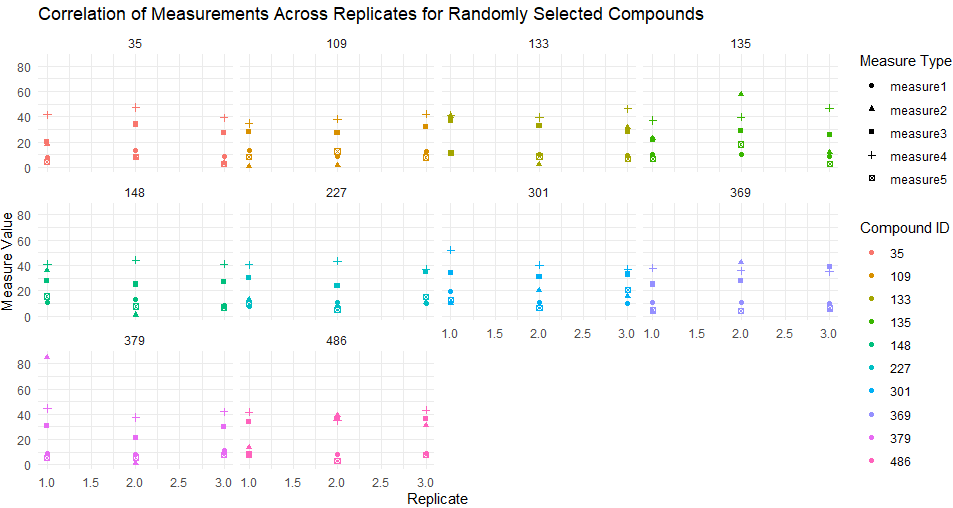 Correlation of Measurements Across Replicates for Randomly Selected Compounds
35 109 133 135
80
60
40
20
0
148 227 301 369
80
60
40
20
0
1.0 1.5 2.0 2.5 3.0 1.0 1.5 2.0 2.5 3.0
379 486
80
60
40
20
0
1.0 1.5 2.0 2.5 3.0 1.0 1.5 2.0 2.5 3.0
Replicate
Measure Value
Measure Type
measure1
measure2
measure3
measure4
measure5
Compound ID
35
109
133
135
148
227
301
369
379
486